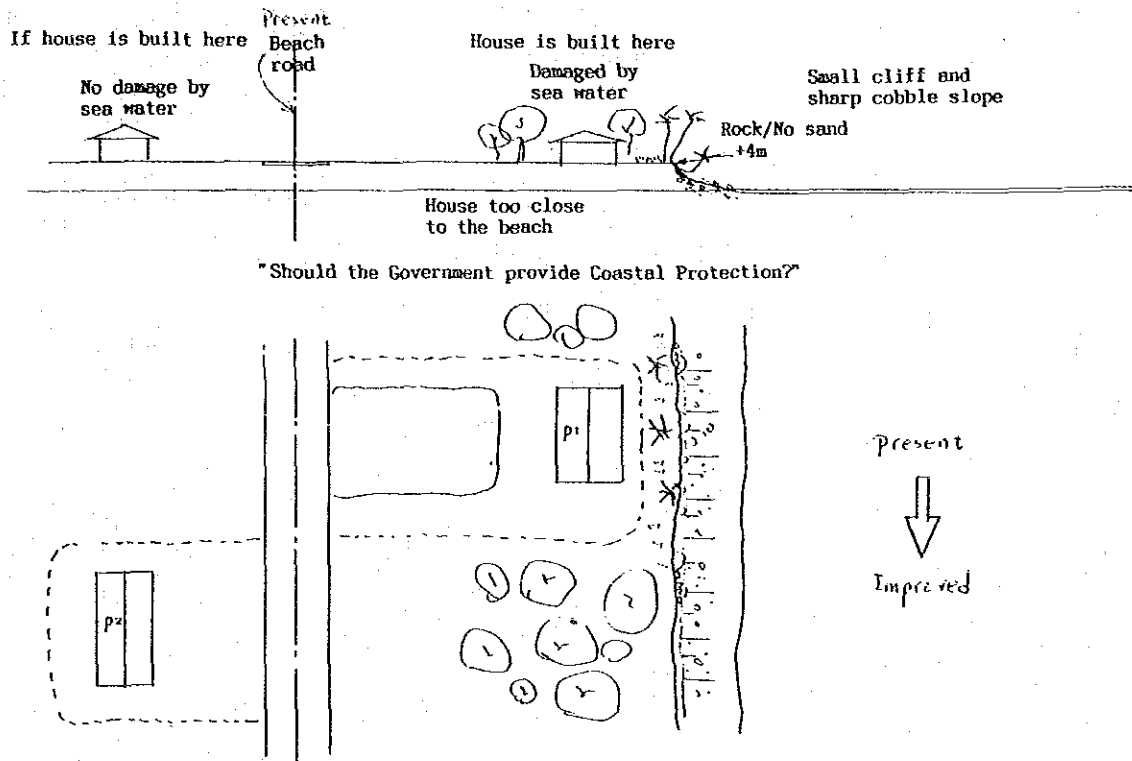 Present
If house is built here
Beach
road
House is built here
No damage by
sea water
Damaged by
sea water
Small cliff and
sharp cobble slope
Rock/No sand
+4m
House too close
to the beach
"Should the Government provide Coastal Protection?"
P1
Present
Improved
P2